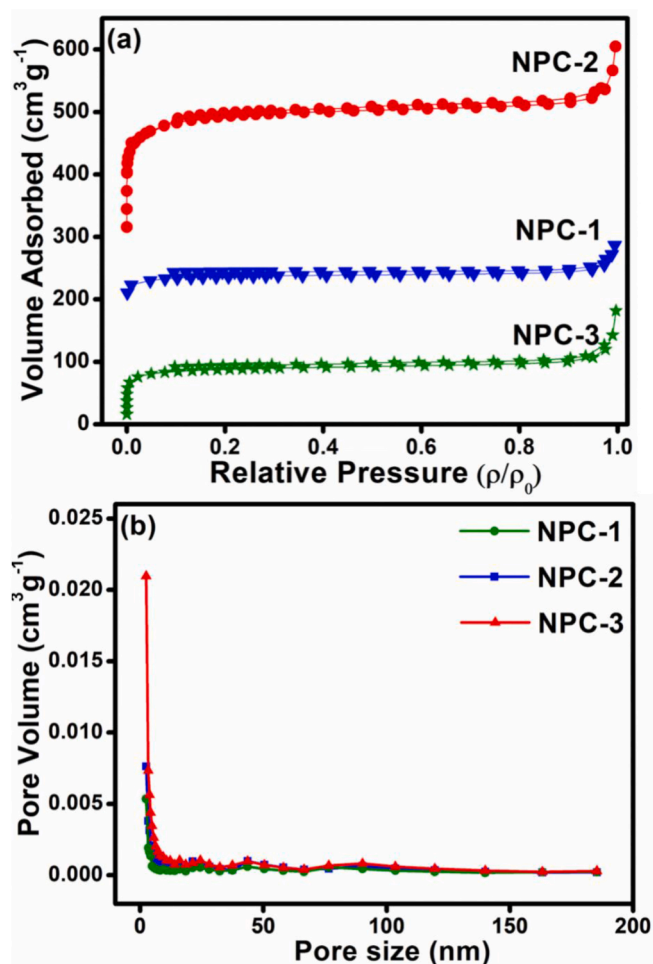 (a)
NPC-2
NPC-1
NPC-3
Volume Adsorbed (cm³g⁻¹)
600
500
400
300
200
100
0
0.0 0.2 0.4 0.6 0.8 1.0
Relative Pressure (ρ/ρ₀)
(b)
NPC-1
NPC-2
NPC-3
Pore Volume (cm³g⁻¹)
0.025
0.020
0.015
0.010
0.005
0.000
0 50 100 150 200
Pore size (nm)